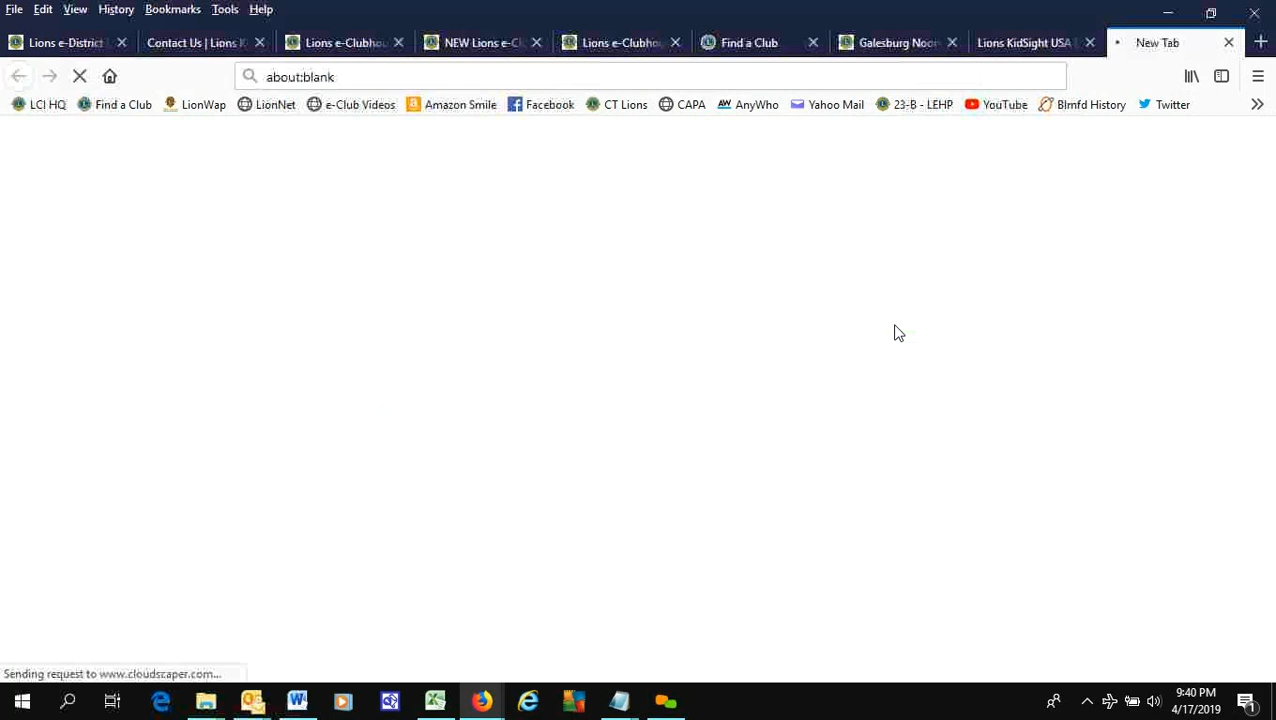 File Edit View History Bookmarks Tools Help
Lions e-District Contact Us | Lions K Lions e-Clubhou NEW Lions e-Cl Lions e-Clubhou Find a Club Galesburg Noon Lions KidSight USA New Tab
about:blank
LCI HQ Find a Club LionWap LionNet e-Club Videos Amazon Smile Facebook CT Lions CAPA AnyWho Yahoo Mail 23-B - LEHP YouTube Blmfd History Twitter
Sending request to www.cloudscaper.com...
9:40 PM
4/17/2019